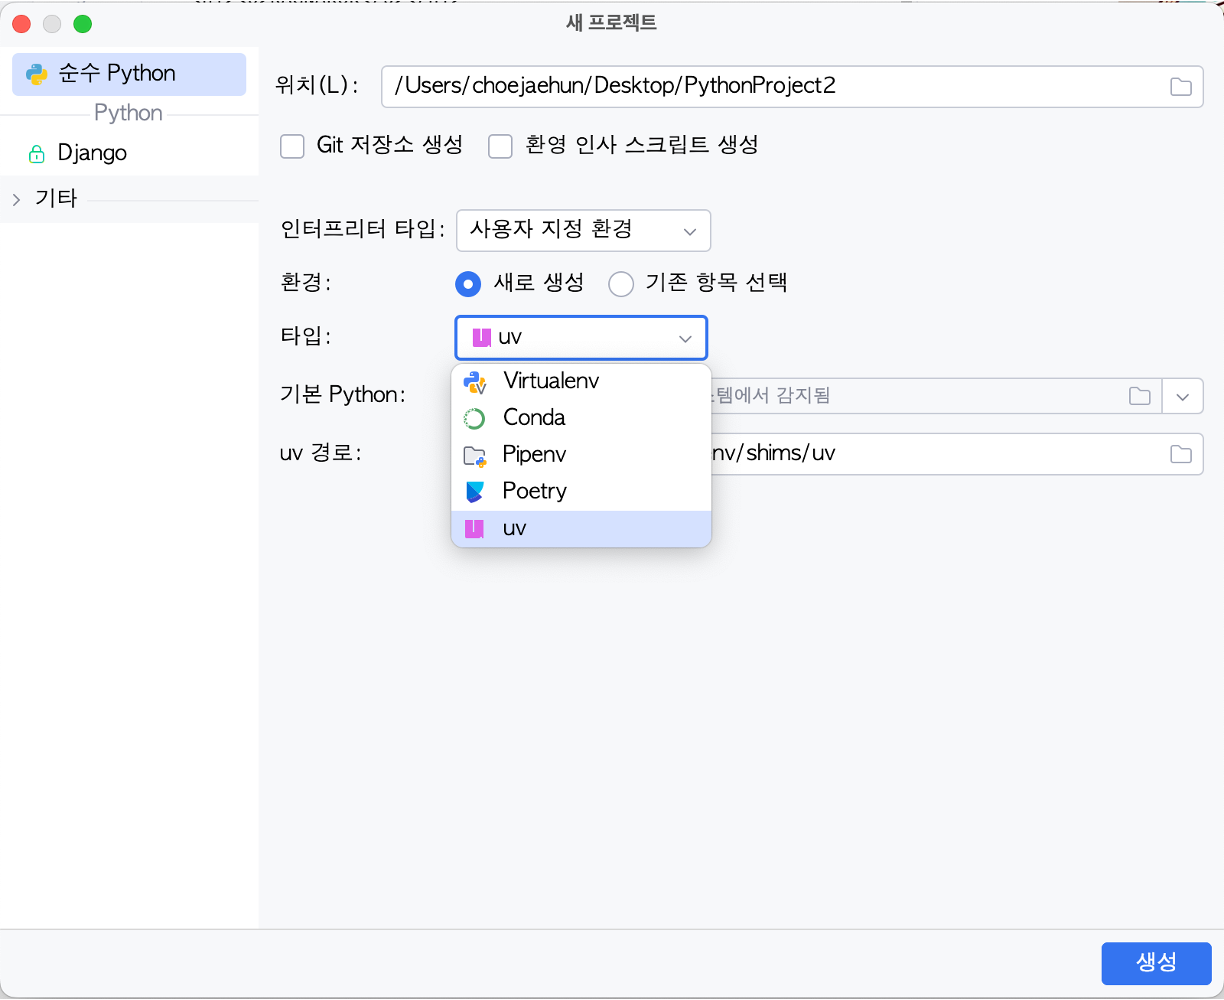 새 프로젝트
순수 Python
Python
Django
기타
위치(L): /Users/choejaehun/Desktop/PythonProject2
Git 저장소 생성 환영 인사 스크립트 생성
인터프리터 타입: 사용자 지정 환경
환경: 새로 생성 기존 항목 선택
타입: uv
Virtualenv
Conda
Pipenv
Poetry
uv
기본 Python: 템에서 감지됨
uv 경로: nv/shims/uv
생성